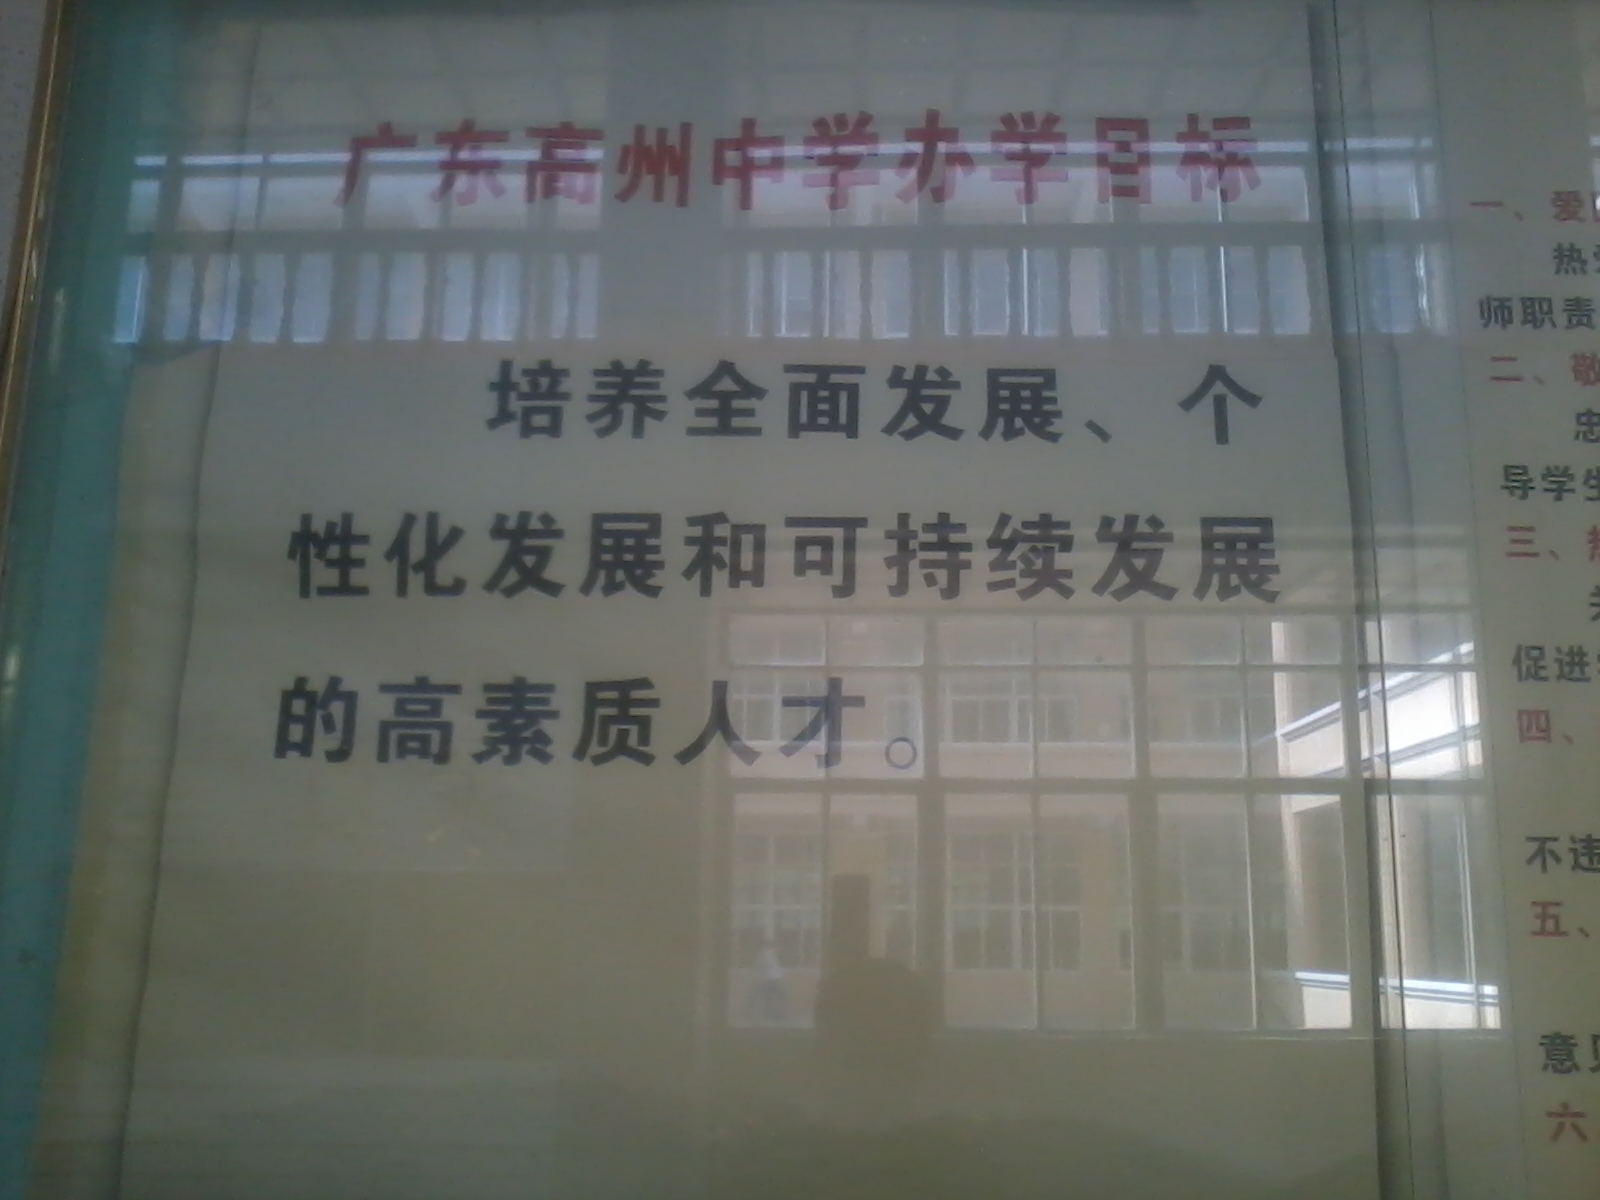 广东高州中学办学目标
培养全面发展、个
性化发展和可持续发展
的高素质人才。
一、爱
热
师职责
二、敬
忠
导学生
三、
促进
四、
不违
五、
意见
六